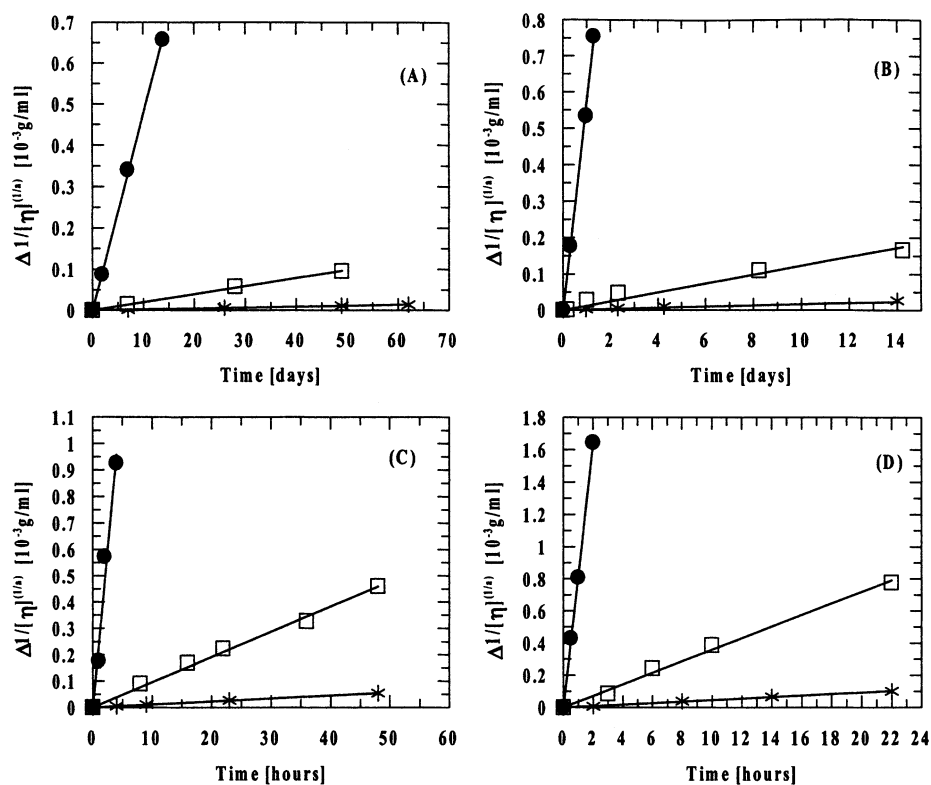 (A)
Δ1/[η]^(1/a) [10^-3g/ml]
0.7
0.6
0.5
0.4
0.3
0.2
0.1
0
0 10 20 30 40 50 60 70
Time [days]
(B)
Δ1/[η]^(1/a) [10^-3g/ml]
0.8
0.7
0.6
0.5
0.4
0.3
0.2
0.1
0
0 2 4 6 8 10 12 14
Time [days]
(C)
Δ1/[η]^(1/a) [10^-3g/ml]
1.1
1
0.9
0.8
0.7
0.6
0.5
0.4
0.3
0.2
0.1
0
0 10 20 30 40 50 60
Time [hours]
(D)
Δ1/[η]^(1/a) [10^-3g/ml]
1.8
1.6
1.4
1.2
1
0.8
0.6
0.4
0.2
0
0 2 4 6 8 10 12 14 16 18 20 22 24
Time [hours]